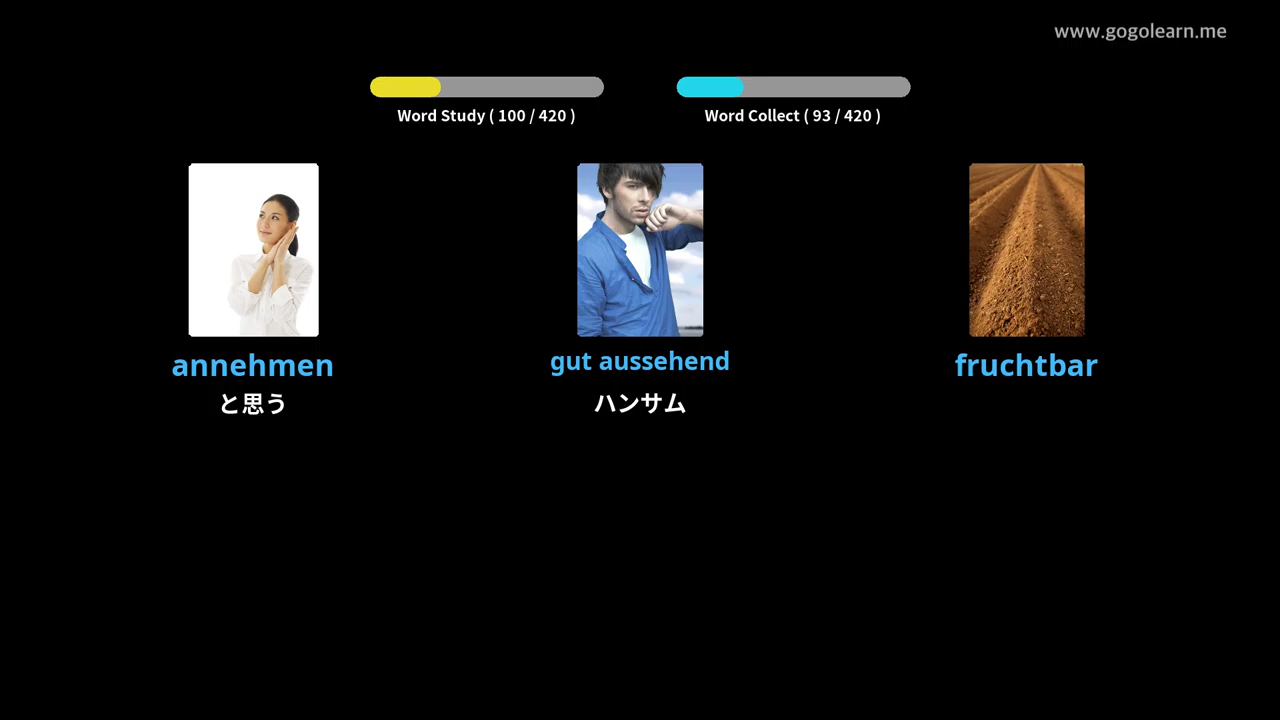 www.gogolearn.me
Word Study ( 100 / 420 )
Word Collect ( 93 / 420 )
annehmen
と思う
gut aussehend
ハンサム
fruchtbar